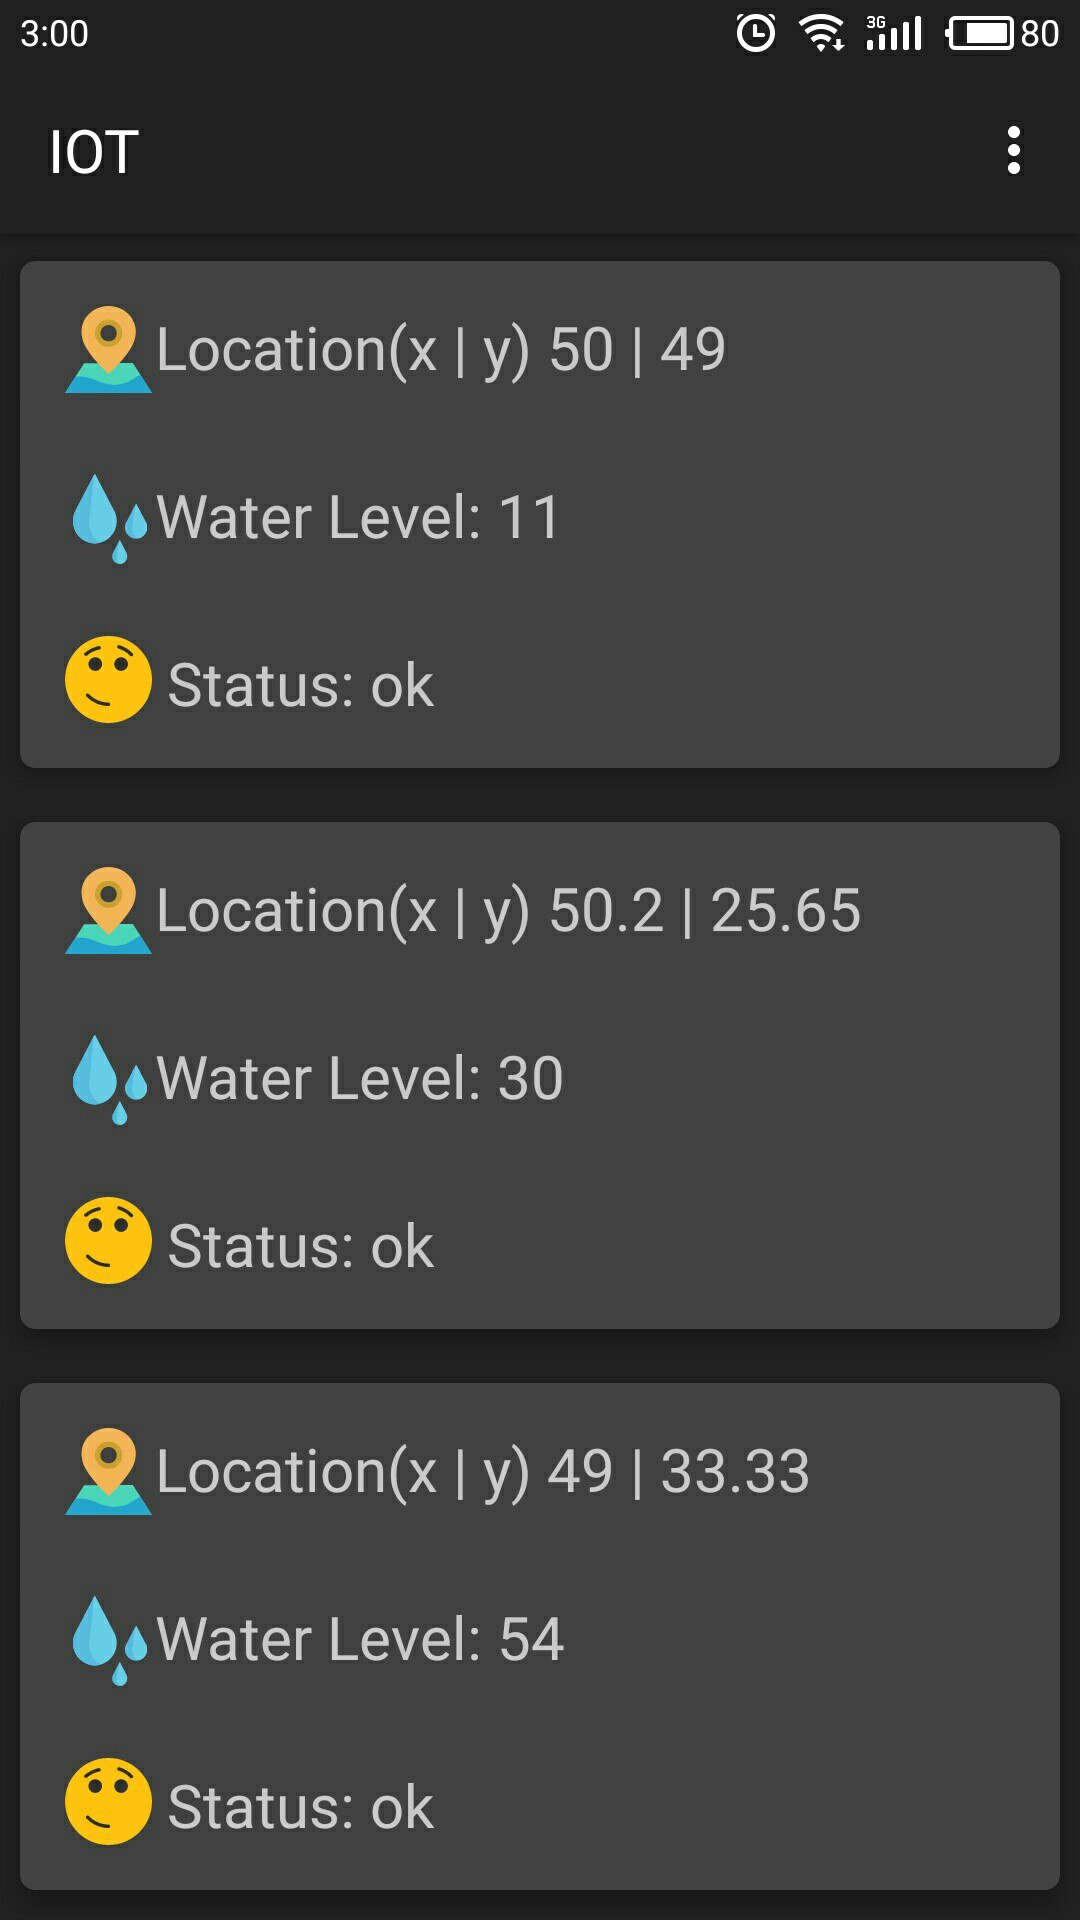 3:00
3G
80
IOT
Location(x | y) 50 | 49
Water Level: 11
Status: ok
Location(x | y) 50.2 | 25.65
Water Level: 30
Status: ok
Location(x | y) 49 | 33.33
Water Level: 54
Status: ok